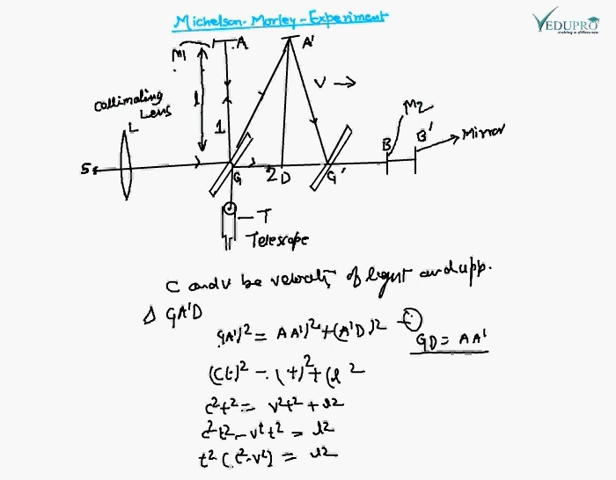 Michelson-Morley-Experiment
VEDUPRO
making a difference
M1
A
A'
V →
l
1
Collimating
Lens
L
M2
B
B'
Mirror
S
G
2
D
G'
T
Telescope
C and v be velocity of light and app.
Δ GA'D
GA')² = AA')² + (A'D)² - (i)
GD = AA'
(Ct)² = (vt)² + (l²
c²t² = v²t² + l²
c²t² - v²t² = l²
t² (c²-v²) = l²